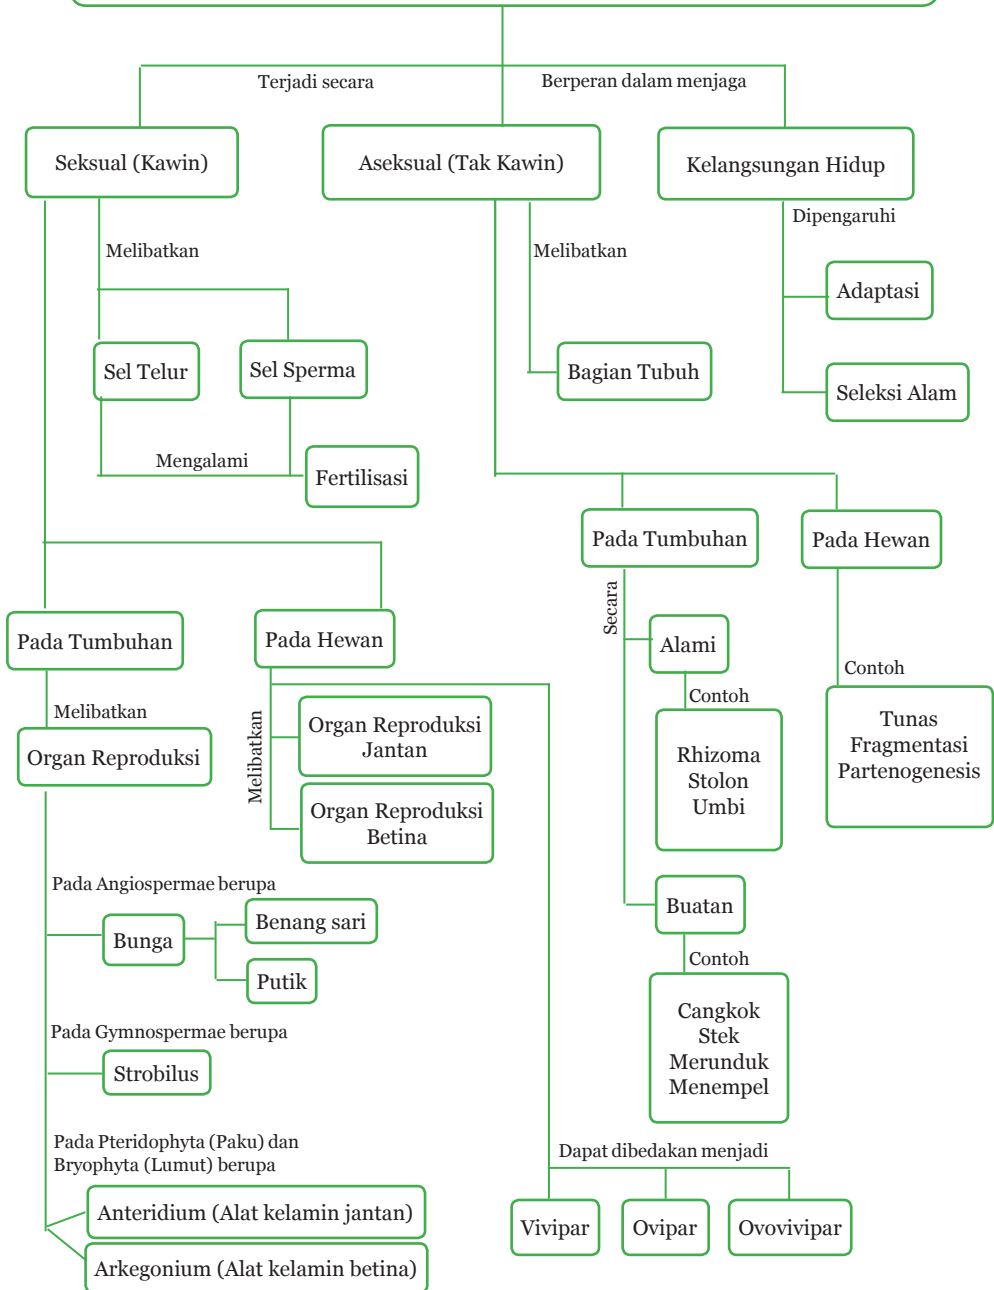 Terjadi secara
Berperan dalam menjaga
Seksual (Kawin)
Aseksual (Tak Kawin)
Kelangsungan Hidup
Dipengaruhi
Melibatkan
Melibatkan
Adaptasi
Sel Telur
Sel Sperma
Bagian Tubuh
Seleksi Alam
Mengalami
Fertilisasi
Pada Tumbuhan
Pada Hewan
Secara
Pada Tumbuhan
Pada Hewan
Alami
Contoh
Contoh
Melibatkan
Organ Reproduksi
Melibatkan
Organ Reproduksi
Jantan
Organ Reproduksi
Betina
Rhizoma
Stolon
Umbi
Tunas
Fragmentasi
Partenogenesis
Pada Angiospermae berupa
Bunga
Benang sari
Putik
Buatan
Contoh
Cangkok
Stek
Merunduk
Menempel
Pada Gymnospermae berupa
Strobilus
Pada Pteridophyta (Paku) dan
Bryophyta (Lumut) berupa
Anteridium (Alat kelamin jantan)
Arkegonium (Alat kelamin betina)
Dapat dibedakan menjadi
Vivipar
Ovipar
Ovovivipar